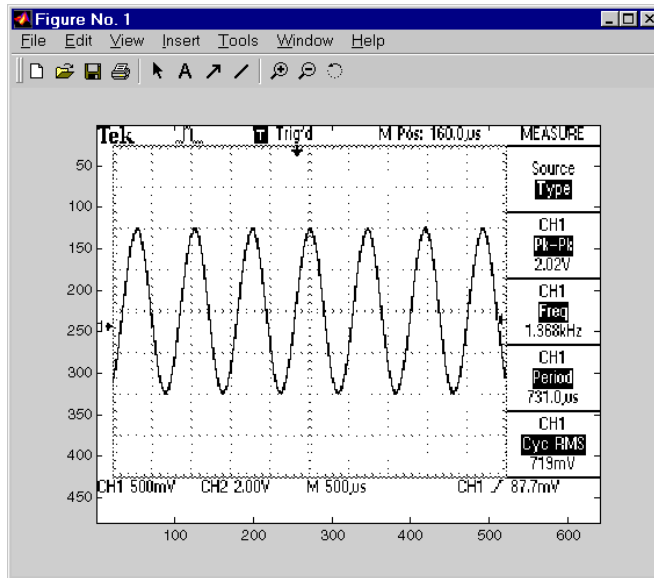 Figure No. 1
File Edit View Insert Tools Window Help
A
Tek T Trig'd M Pos: 160.0µs MEASURE
Source
Type
CH1
Pk-Pk
2.02V
CH1
Freq
1.368kHz
CH1
Period
731.0µs
CH1
Cyc RMS
719mV
CH1 500mV CH2 2.00V M 500µs CH1 / 87.7mV
50
100
150
200
250
300
350
400
450
100 200 300 400 500 600